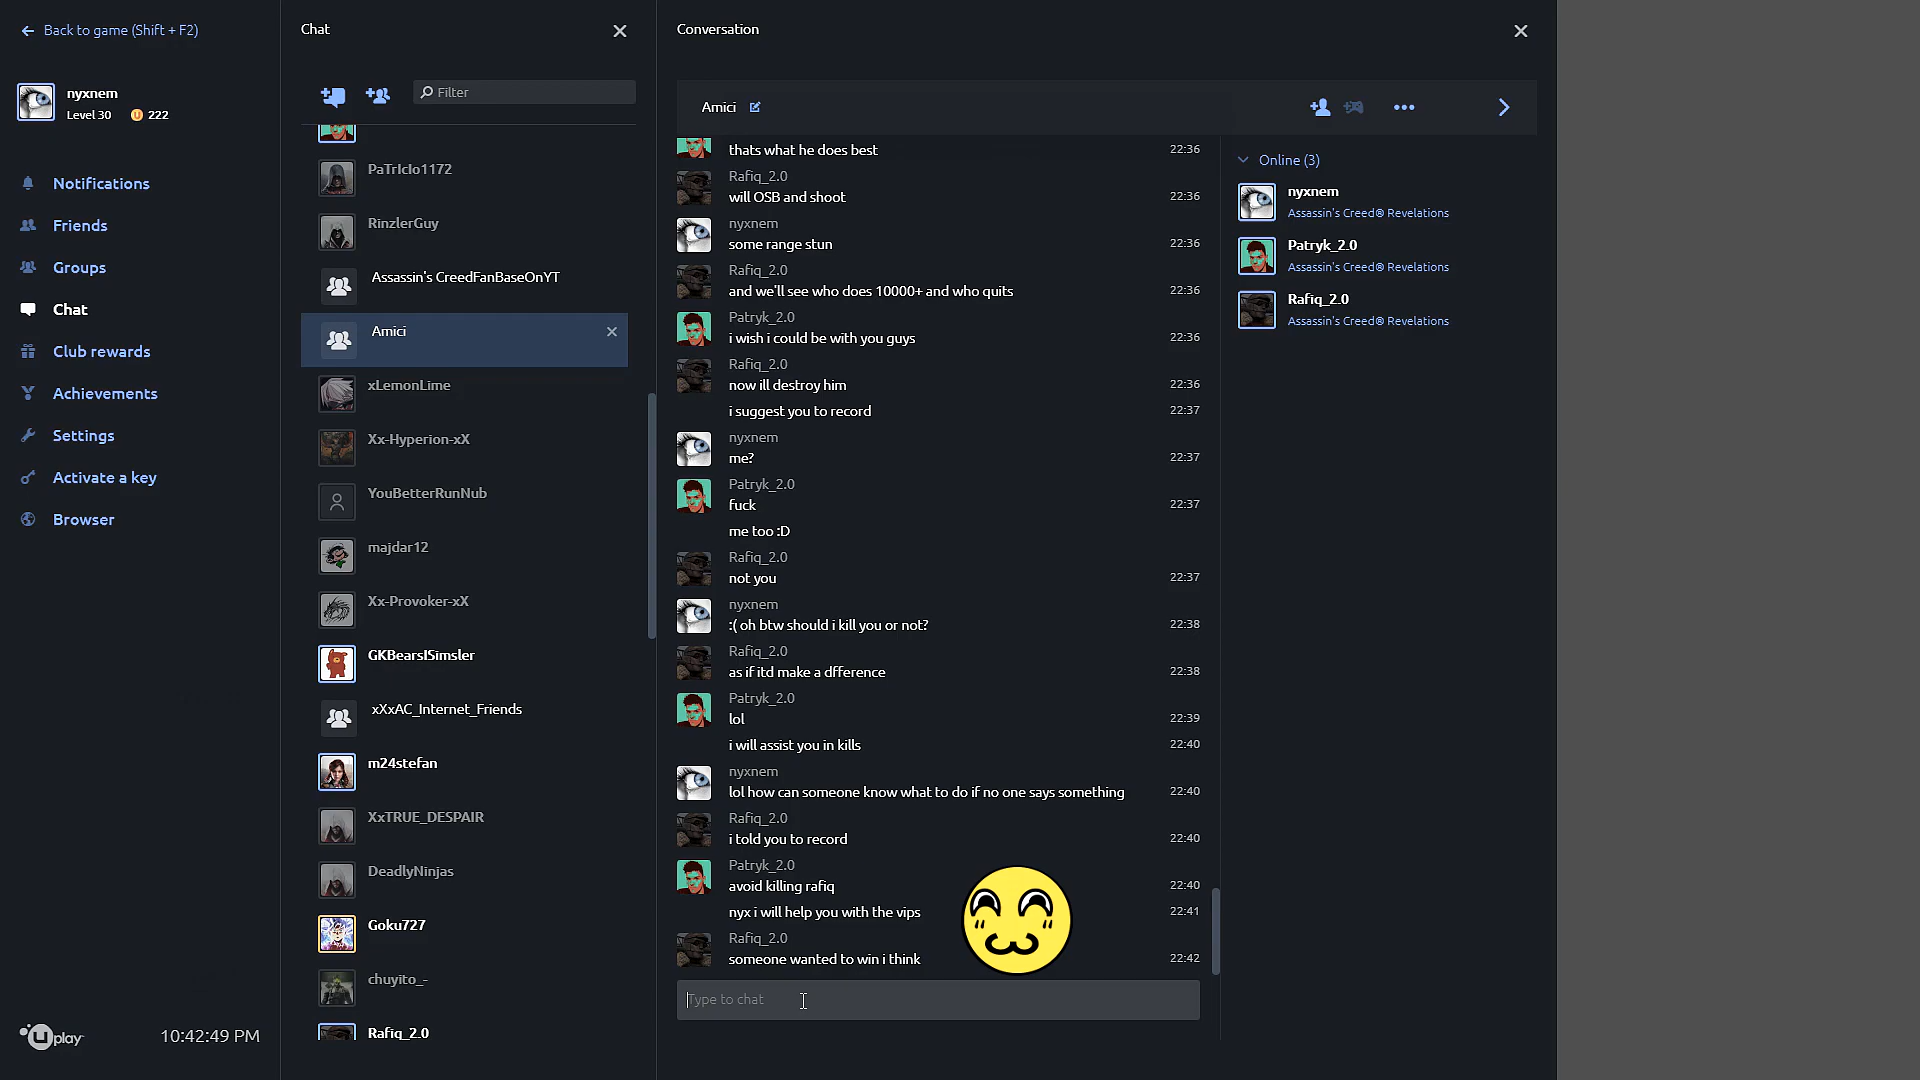 Back to game (Shift + F2)
nyxnem
Level 30
222
Notifications
Friends
Groups
Chat
Club rewards
Achievements
Settings
Activate a key
Browser
uplay
10:42:49 PM
Chat
Filter
PaTrIcIo1172
RinzlerGuy
Assassin's CreedFanBaseOnYT
Amici
xLemonLime
Xx-Hyperion-xX
YouBetterRunNub
majdar12
Xx-Provoker-xX
GKBearsISimsler
xXxAC_Internet_Friends
m24stefan
XxTRUE_DESPAIR
DeadlyNinjas
Goku727
chuyito_-
Rafiq_2.0
Conversation
Amici
thats what he does best 22:36
Rafiq_2.0
will OSB and shoot 22:36
nyxnem
some range stun 22:36
Rafiq_2.0
and we'll see who does 10000+ and who quits 22:36
Patryk_2.0
i wish i could be with you guys 22:36
Rafiq_2.0
now ill destroy him 22:36
i suggest you to record 22:37
nyxnem
me? 22:37
Patryk_2.0
fuck 22:37
me too :D
Rafiq_2.0
not you 22:37
nyxnem
:( oh btw should i kill you or not? 22:38
Rafiq_2.0
as if itd make a dfference 22:38
Patryk_2.0
lol 22:39
i will assist you in kills 22:40
nyxnem
lol how can someone know what to do if no one says something 22:40
Rafiq_2.0
i told you to record 22:40
Patryk_2.0
avoid killing rafiq 22:40
nyx i will help you with the vips 22:41
Rafiq_2.0
someone wanted to win i think 22:42
Type to chat
Online (3)
nyxnem
Assassin's Creed® Revelations
Patryk_2.0
Assassin's Creed® Revelations
Rafiq_2.0
Assassin's Creed® Revelations